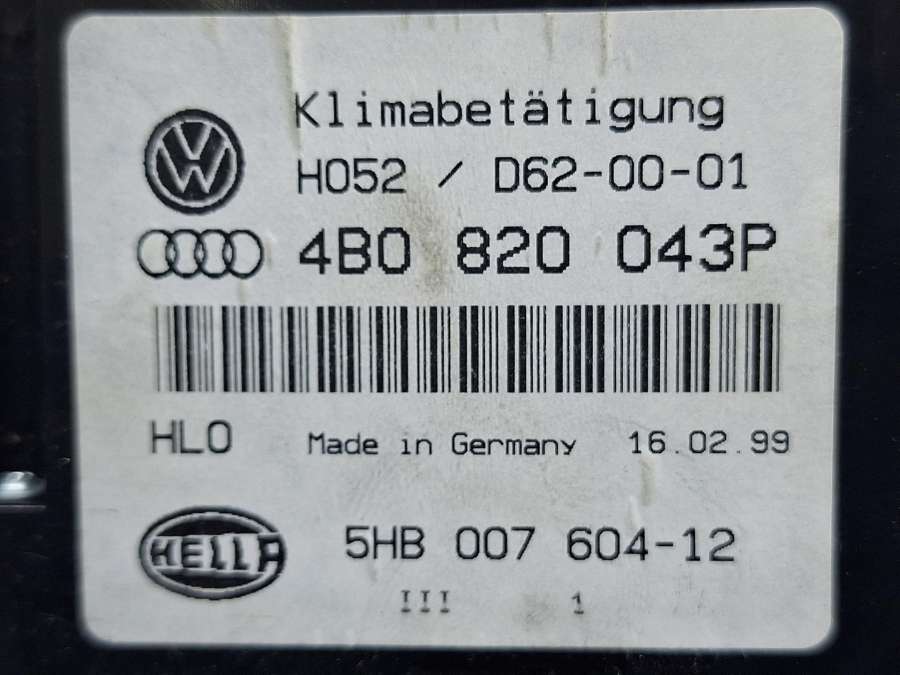 Klimabetätigung
H052 / D62-00-01
4B0 820 043P
HLO Made in Germany 16.02.99
HELLA 5HB 007 604-12
III 1